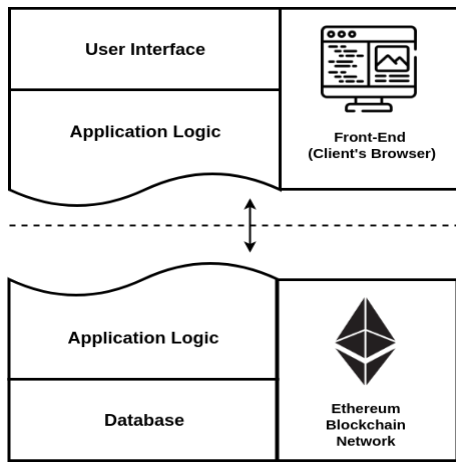 User Interface
Application Logic
Front-End
(Client's Browser)
Application Logic
Database
Ethereum
Blockchain
Network